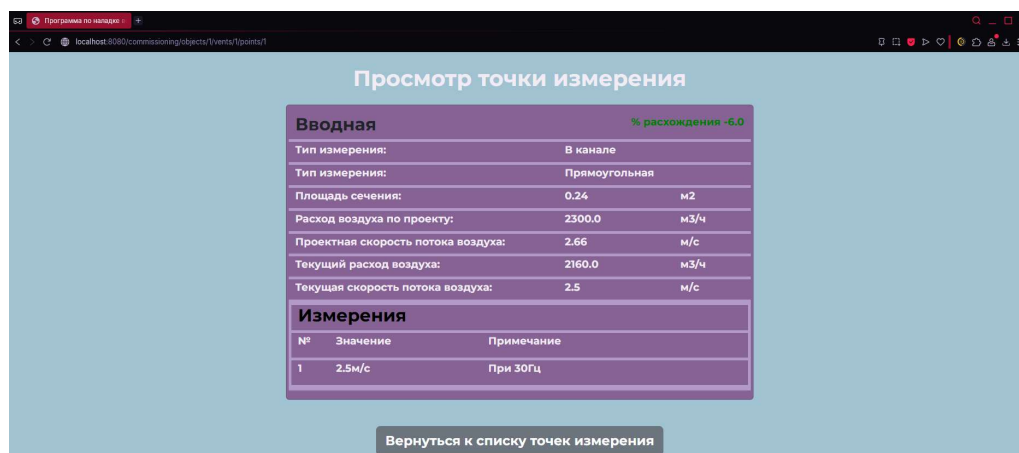 Программа по наладке
localhost:8080/commissioning/objects/1/vents/1/points/1
Просмотр точки измерения
Вводная % расхождения -6.0
Тип измерения: В канале
Тип измерения: Прямоугольная
Площадь сечения: 0.24 м2
Расход воздуха по проекту: 2300.0 м3/ч
Проектная скорость потока воздуха: 2.66 м/с
Текущий расход воздуха: 2160.0 м3/ч
Текущая скорость потока воздуха: 2.5 м/с
Измерения
№ Значение Примечание
1 2.5м/с При 30Гц
Вернуться к списку точек измерения